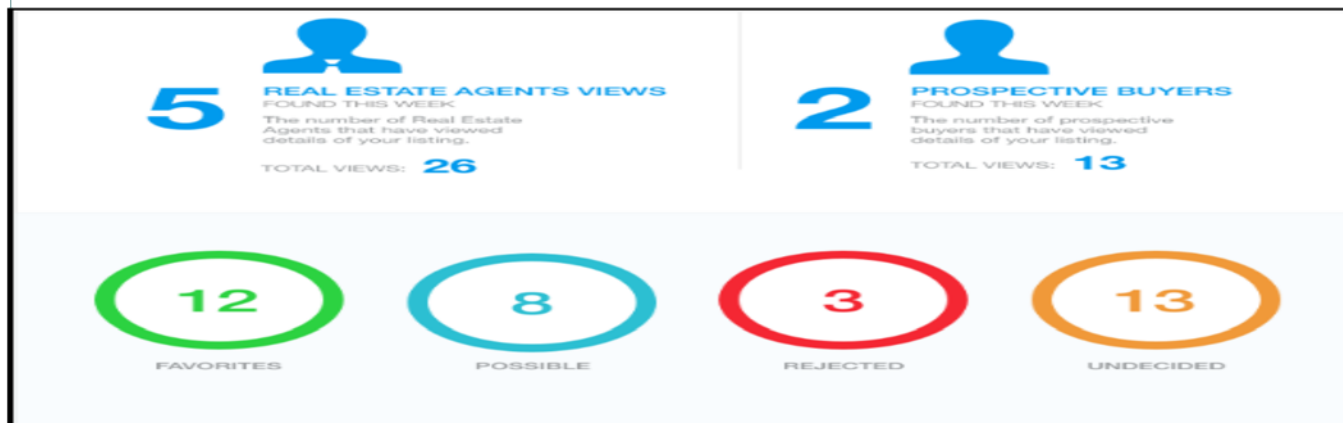 5
REAL ESTATE AGENTS VIEWS
FOUND THIS WEEK
The number of Real Estate
Agents that have viewed
details of your listing.
TOTAL VIEWS: 26
2
PROSPECTIVE BUYERS
FOUND THIS WEEK
The number of prospective
buyers that have viewed
details of your listing.
TOTAL VIEWS: 13
12
FAVORITES
8
POSSIBLE
3
REJECTED
13
UNDECIDED